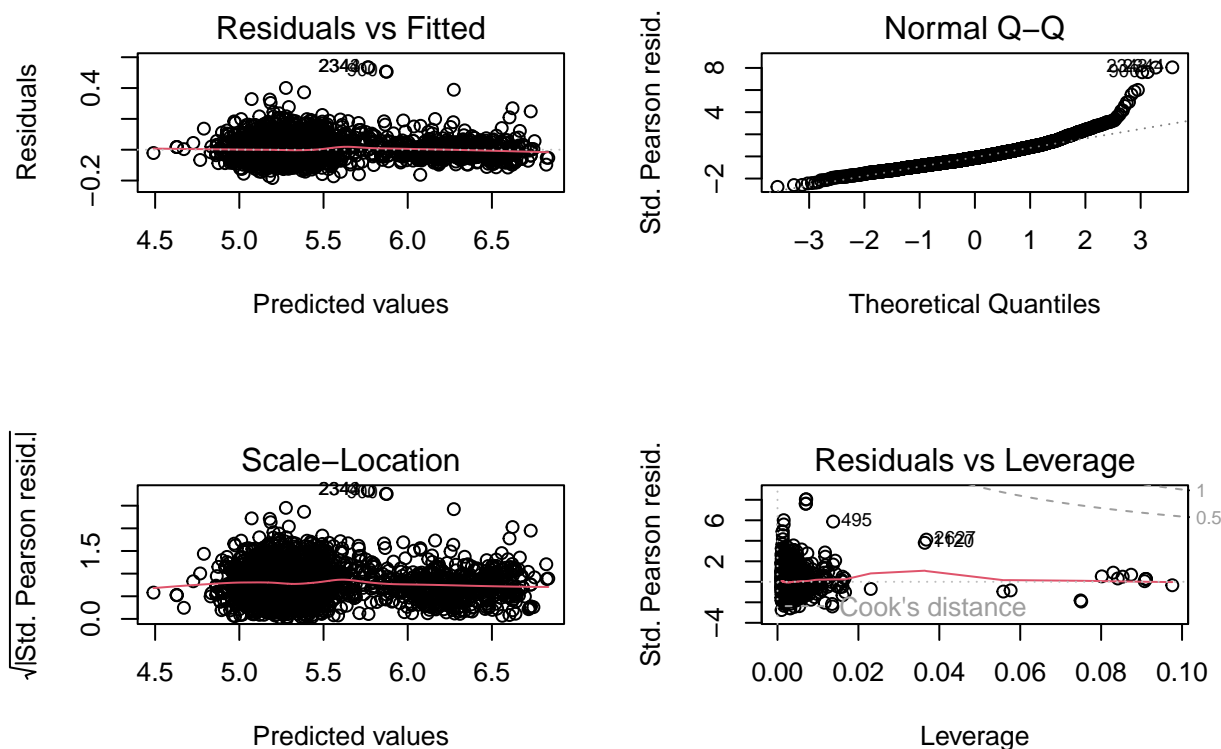 Residuals vs Fitted
Residuals
−0.2 0.4
4.5 5.0 5.5 6.0 6.5
Predicted values
Normal Q−Q
Std. Pearson resid.
−2 4 8
−3 −2 −1 0 1 2 3
Theoretical Quantiles
Scale−Location
√|Std. Pearson resid.|
0.0 1.5
4.5 5.0 5.5 6.0 6.5
Predicted values
Residuals vs Leverage
Std. Pearson resid.
−4 2 6
495
2627
1120
1
0.5
Cook's distance
0.00 0.02 0.04 0.06 0.08 0.10
Leverage